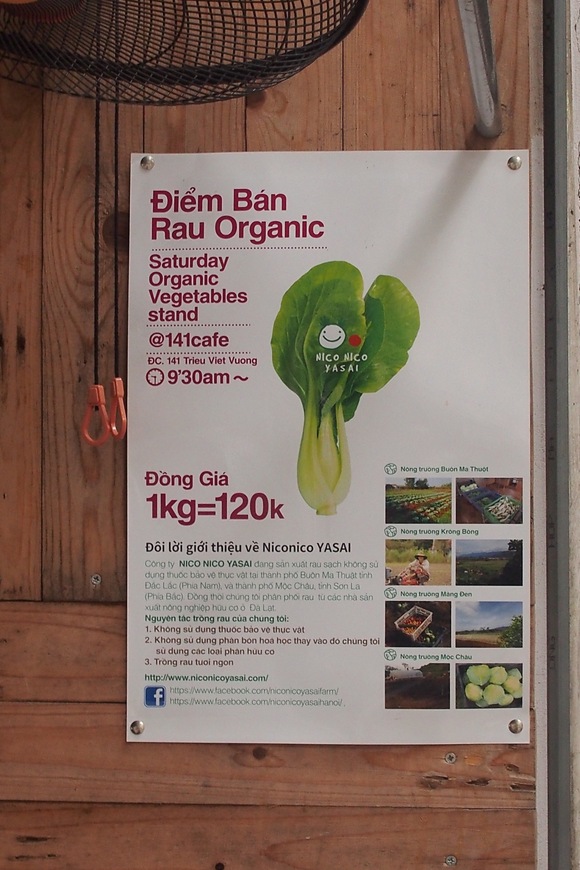 Điểm Bán
Rau Organic
Saturday
Organic
Vegetables
stand
@141cafe
ĐC. 141 Trieu Viet Vuong
9'30am ~
NICO NICO
YASAI
Đồng Giá
1kg=120k
Đôi lời giới thiệu về Niconico YASAI
Công ty NICO NICO YASAI đang sản xuất rau sạch không sử
dụng thuốc bảo vệ thực vật tại thành phố Buôn Ma Thuột tỉnh
Đắc Lắc (Phía Nam), và thành phố Mộc Châu, tỉnh Sơn La
(Phía Bắc). Đồng thời chúng tôi phân phối rau từ các nhà sản
xuất nông nghiệp hữu cơ ở Đà Lạt.
Nguyên tắc trồng rau của chúng tôi:
1. Không sử dụng thuốc bảo vệ thực vật
2. Không sử dụng phân bón hoá học thay vào đó chúng tôi
sử dụng các loại phân hữu cơ
3. Trồng rau tươi ngon
http://www.niconicoyasai.com/
https://www.facebook.com/niconicoyasaifarm/
https://www.facebook.com/niconicoyasaihanoi/ .
Nông trường Buôn Ma Thuột
Nông trường Krông Bông
Nông trường Măng Đen
Nông trường Mộc Châu